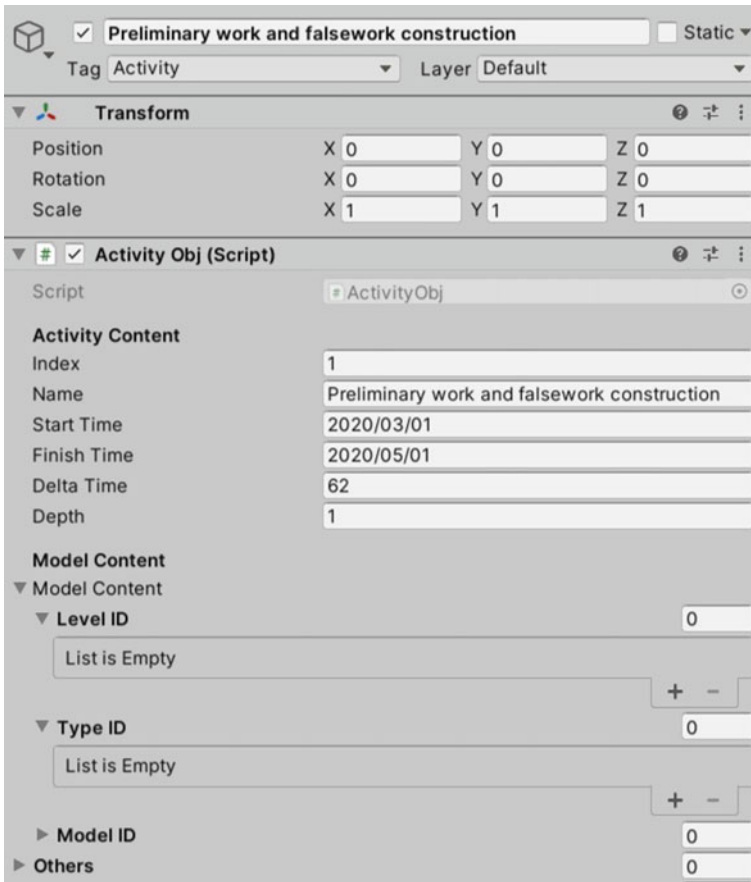 Preliminary work and falsework construction Static
Tag Activity Layer Default
Transform
Position X 0 Y 0 Z 0
Rotation X 0 Y 0 Z 0
Scale X 1 Y 1 Z 1
# Activity Obj (Script)
Script # ActivityObj
Activity Content
Index 1
Name Preliminary work and falsework construction
Start Time 2020/03/01
Finish Time 2020/05/01
Delta Time 62
Depth 1
Model Content
Model Content
Level ID 0
List is Empty
+ −
Type ID 0
List is Empty
+ −
Model ID 0
Others 0